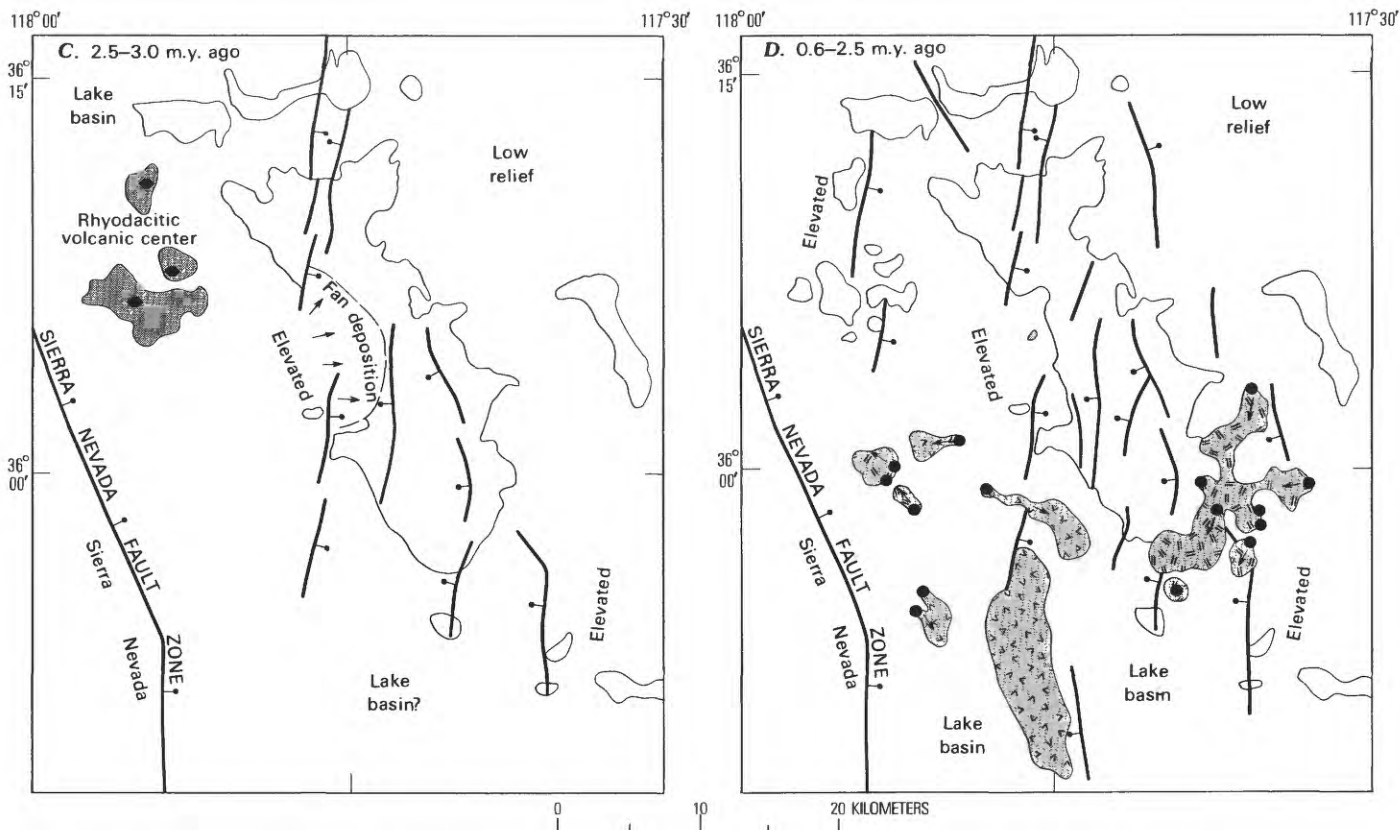 118°00′
117°30′
C. 2.5–3.0 m.y. ago
36°
15′
Lake
basin
Low
relief
Rhyodacitic
volcanic center
Fan deposition
Elevated
SIERRA
NEVADA
FAULT
ZONE
36°
00′
Sierra
Nevada
Elevated
Lake
basin?
118°00′
117°30′
D. 0.6–2.5 m.y. ago
36°
15′
Low
relief
Elevated
Elevated
SIERRA
NEVADA
FAULT
ZONE
36°
00′
Sierra
Nevada
Elevated
Lake
basin
Lake
basin
0 10 20 KILOMETERS